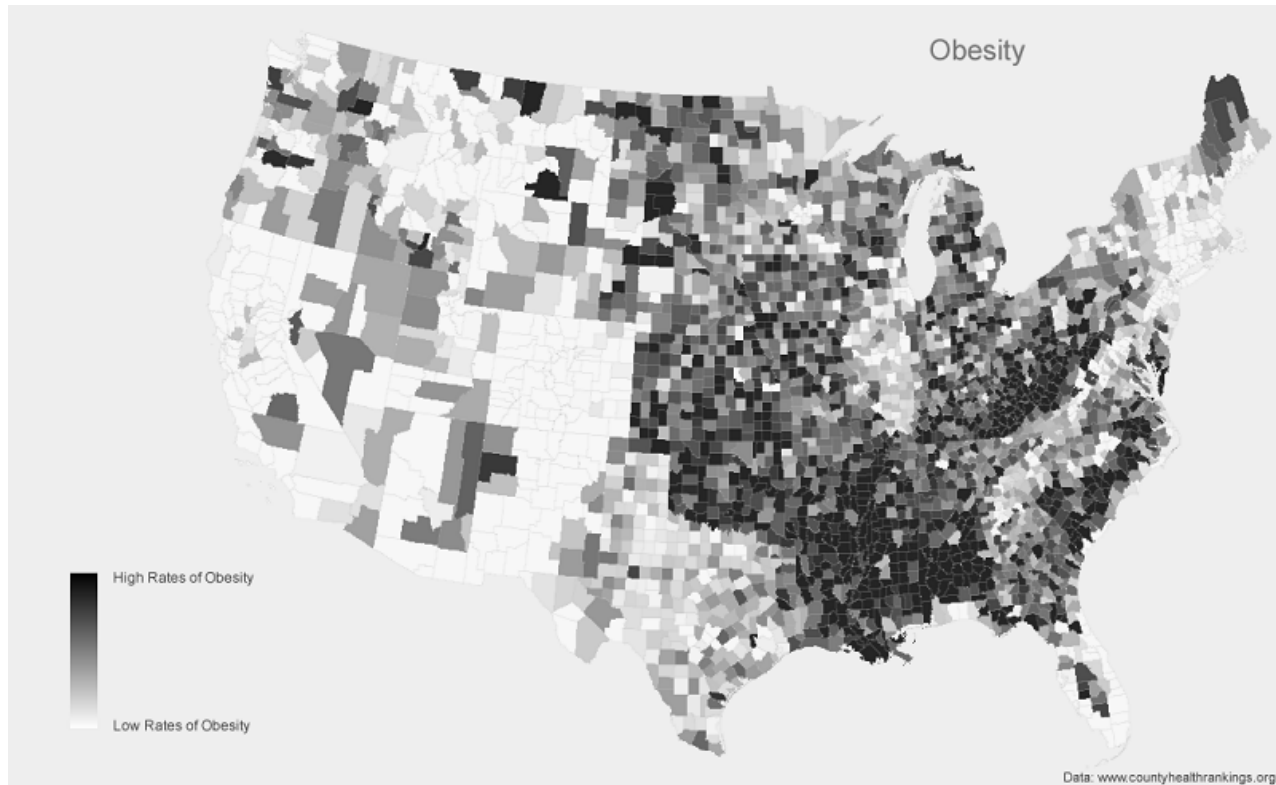 Obesity
High Rates of Obesity
Low Rates of Obesity
Data: www.countyhealthrankings.org